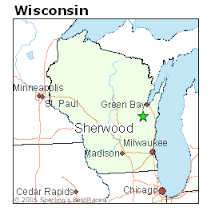 Wisconsin
Minneapolis
St. Paul
Green Bay
Sherwood
Milwaukee
Madison
Cedar Rapids
Chicago
© 2005 Sperling's BestPlaces